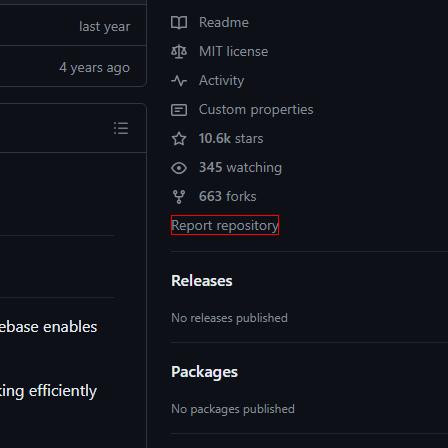 last year
4 years ago
ebase enables
king efficiently
Readme
MIT license
Activity
Custom properties
10.6k stars
345 watching
663 forks
Report repository
Releases
No releases published
Packages
No packages published